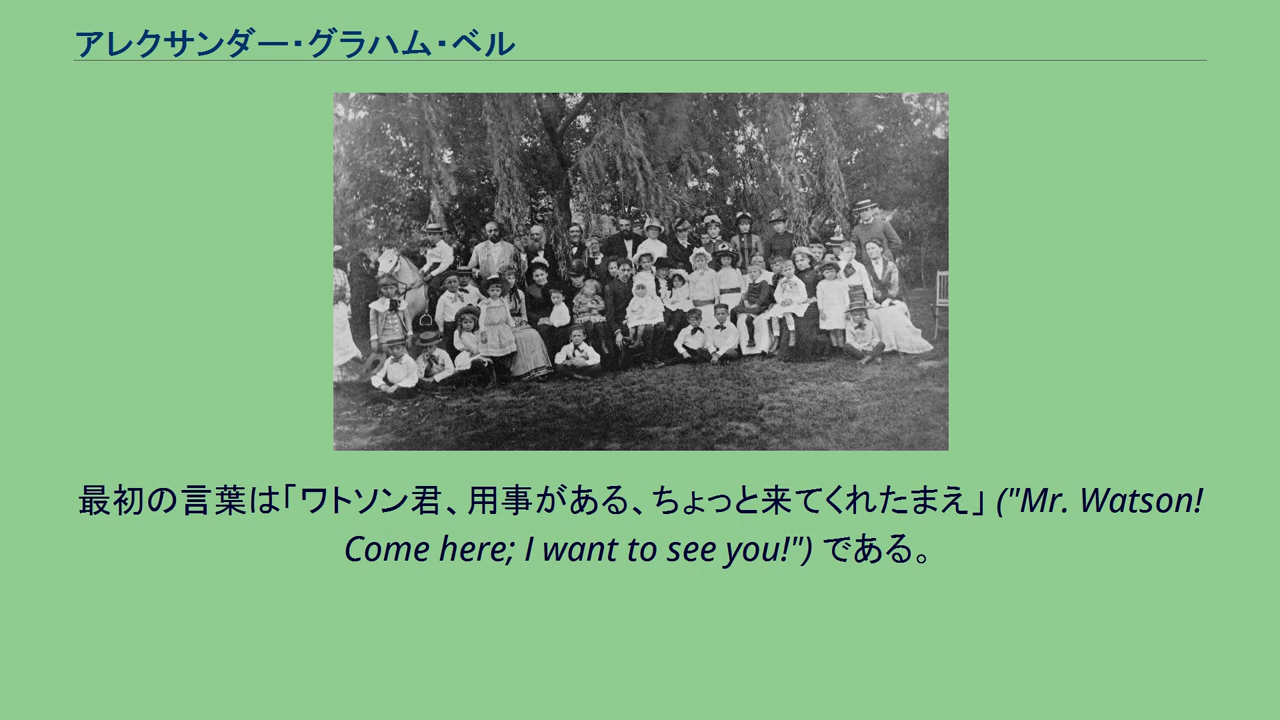 アレクサンダー・グラハム・ベル
最初の言葉は「ワトソン君、用事がある、ちょっと来てくれたまえ」 ("Mr. Watson!
Come here; I want to see you!") である。